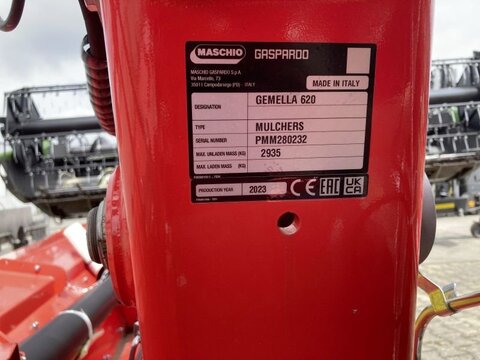 MASCHIO GASPARDO
MASCHIO GASPARDO S.p.A
Via Marcello, 73
35011 Campodarsego (PD) - ITALY
MADE IN ITALY
DESIGNATION GEMELLA 620
TYPE MULCHERS
SERIAL NUMBER PMM280232
MAX. UNLADEN MASS (KG) 2935
MAX. LADEN MASS (KG)
PRODUCTION YEAR 2023 CE EAC UK CA